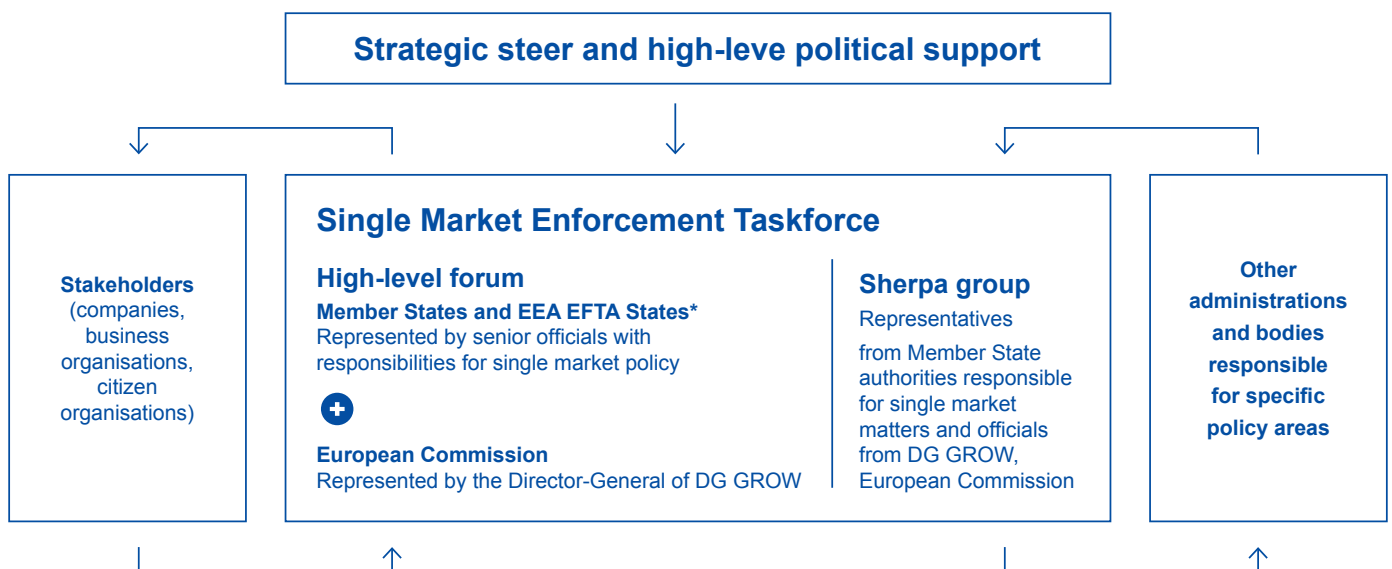 Strategic steer and high-leve political support
Stakeholders
(companies,
business
organisations,
citizen
organisations)
Single Market Enforcement Taskforce
High-level forum
Member States and EEA EFTA States*
Represented by senior officials with
responsibilities for single market policy
+
European Commission
Represented by the Director-General of DG GROW
Sherpa group
Representatives
from Member State
authorities responsible
for single market
matters and officials
from DG GROW,
European Commission
Other
administrations
and bodies
responsible
for specific
policy areas